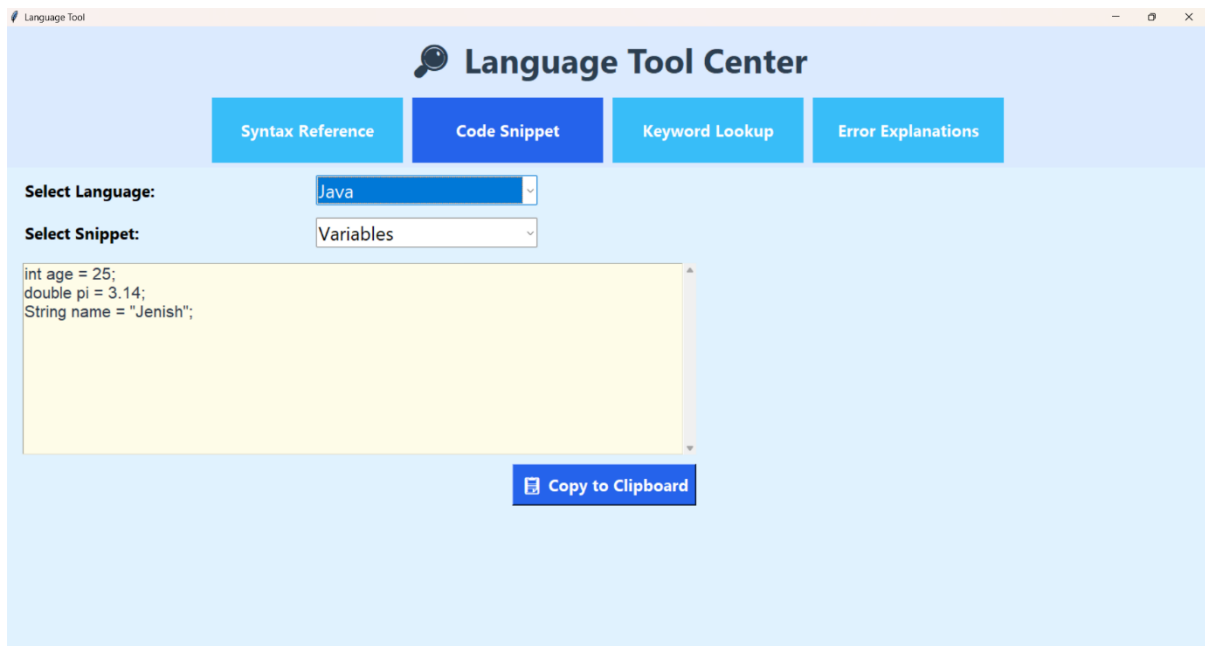 Language Tool
Language Tool Center
Syntax Reference
Code Snippet
Keyword Lookup
Error Explanations
Select Language:
Java
Select Snippet:
Variables
int age = 25;
double pi = 3.14;
String name = "Jenish";
Copy to Clipboard